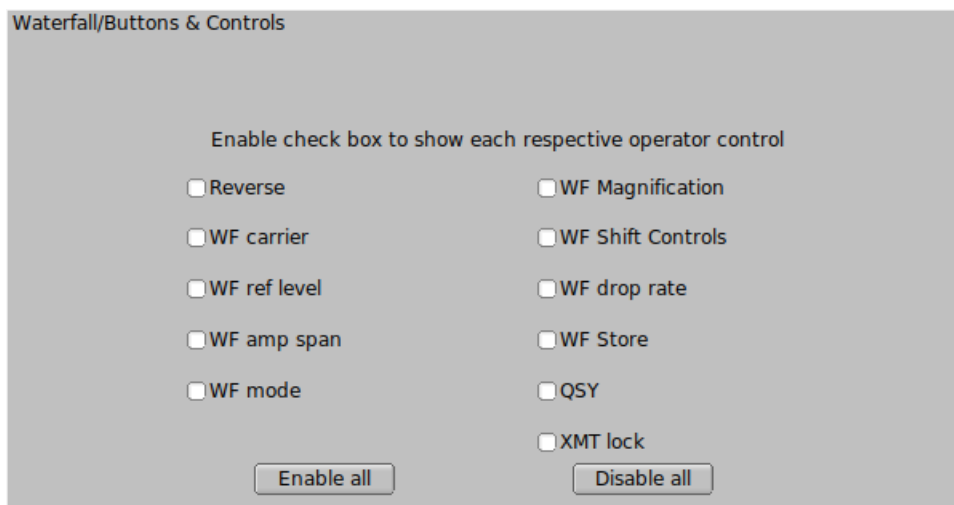 Waterfall/Buttons & Controls
Enable check box to show each respective operator control
Reverse
WF Magnification
WF carrier
WF Shift Controls
WF ref level
WF drop rate
WF amp span
WF Store
WF mode
QSY
XMT lock
Enable all
Disable all